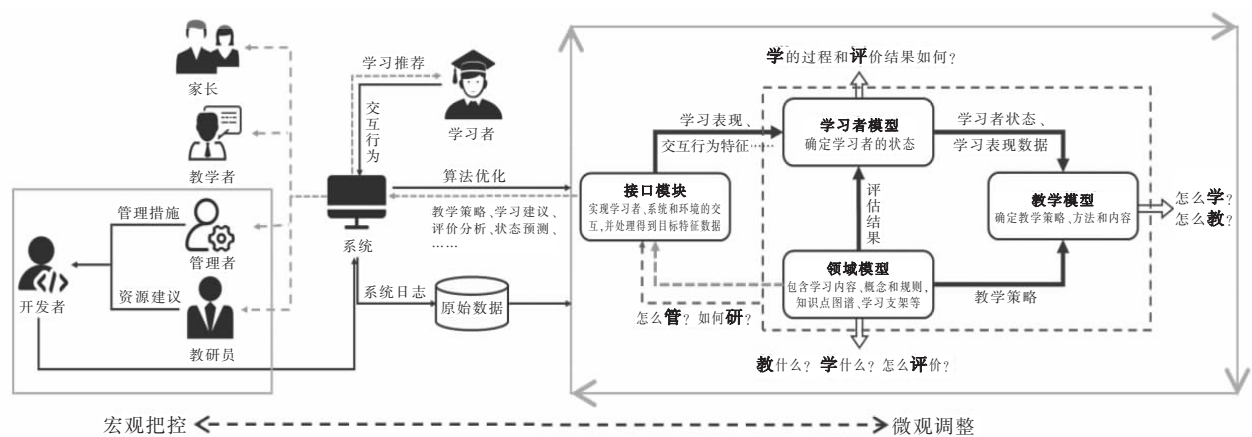 家长
教学者
管理措施
管理者
开发者
资源建议
教研员
学习推荐
交互行为
学习者
系统
算法优化
教学策略、学习建议、
评价分析、状态预测、
……
系统日志
原始数据
学的过程和评价结果如何?
学习表现、
交互行为特征……
学习者模型
确定学习者的状态
学习者状态、
学习表现数据
接口模块
实现学习者、系统和环境的交
互,并处理得到目标特征数据
评估结果
教学模型
确定教学策略、方法和内容
怎么学?
怎么教?
领域模型
包含学习内容、概念和规则,
知识点图谱、学习支架等
教学策略
怎么管? 如何研?
教什么? 学什么? 怎么评价?
宏观把控
微观调整